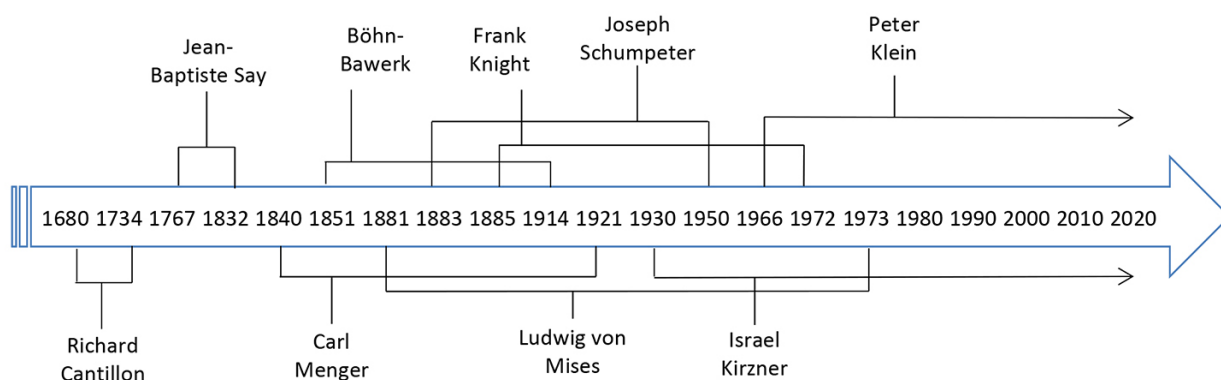 Jean-
Baptiste Say
Böhn-
Bawerk
Frank
Knight
Joseph
Schumpeter
Peter
Klein
1680 1734 1767 1832 1840 1851 1881 1883 1885 1914 1921 1930 1950 1966 1972 1973 1980 1990 2000 2010 2020
Richard
Cantillon
Carl
Menger
Ludwig von
Mises
Israel
Kirzner